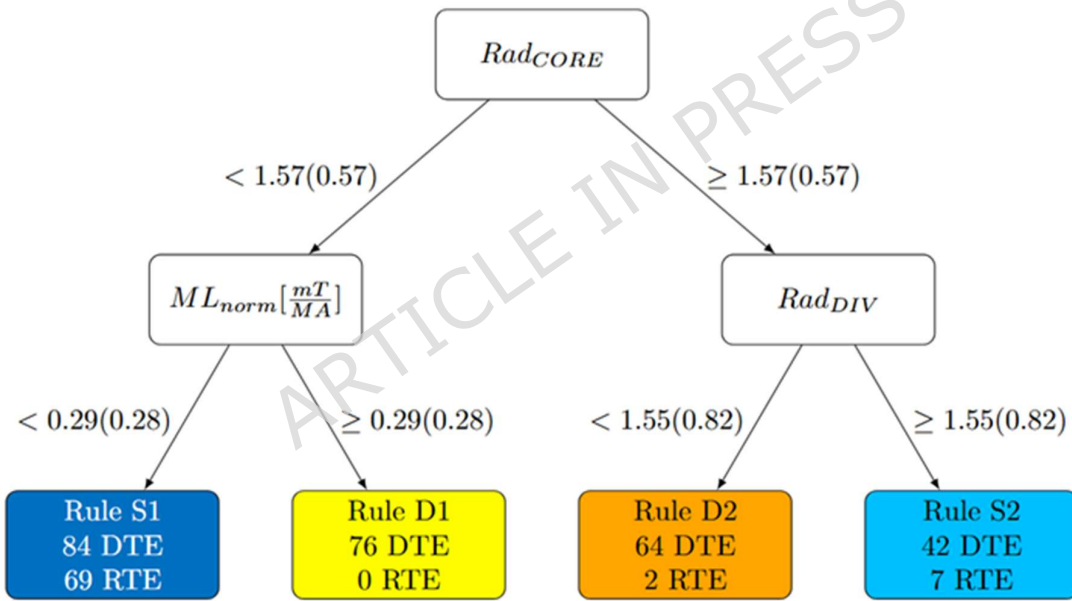 Rad_CORE
< 1.57(0.57)
≥ 1.57(0.57)
ML_norm[mT/MA]
Rad_DIV
< 0.29(0.28)
≥ 0.29(0.28)
< 1.55(0.82)
≥ 1.55(0.82)
Rule S1
84 DTE
69 RTE
Rule D1
76 DTE
0 RTE
Rule D2
64 DTE
2 RTE
Rule S2
42 DTE
7 RTE
ARTICLE IN PRESS